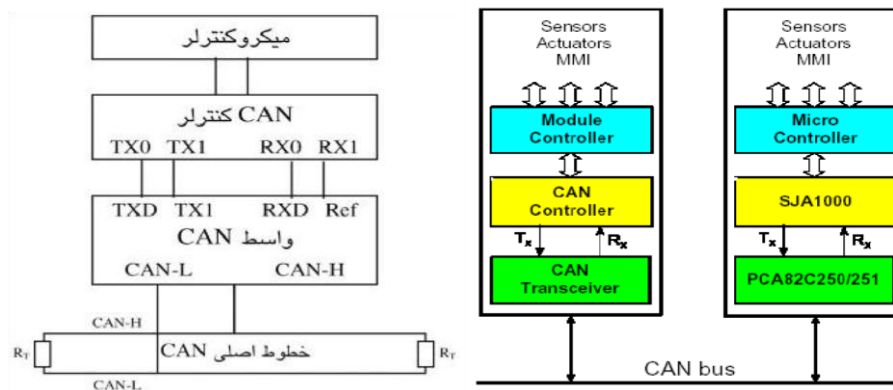 میکروکنترلر
کنترلر CAN
TX0 TX1 RX0 RX1
TXD TX1 RXD Ref
واسط CAN
CAN-L CAN-H
CAN-H
R_T خطوط اصلی CAN R_T
CAN-L
Sensors
Actuators
MMI
Module
Controller
CAN
Controller
Tx Rx
CAN
Transceiver
Sensors
Actuators
MMI
Micro
Controller
SJA1000
Tx Rx
PCA82C250/251
CAN bus